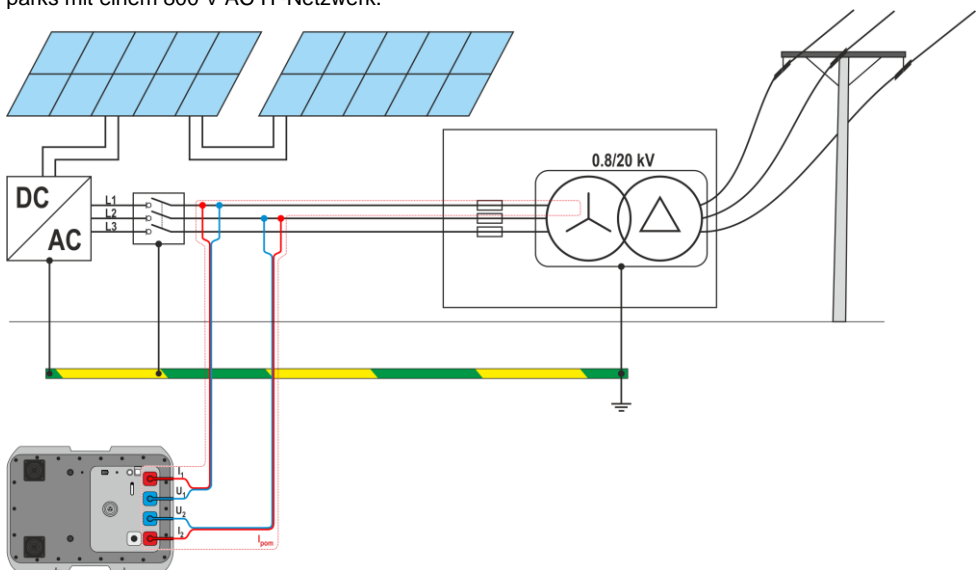 parks mit einem 800 V AC IT-Netzwerk.
0.8/20 kV
DC
AC
L1
L2
L3
I1
U1
U2
I2
Ipom